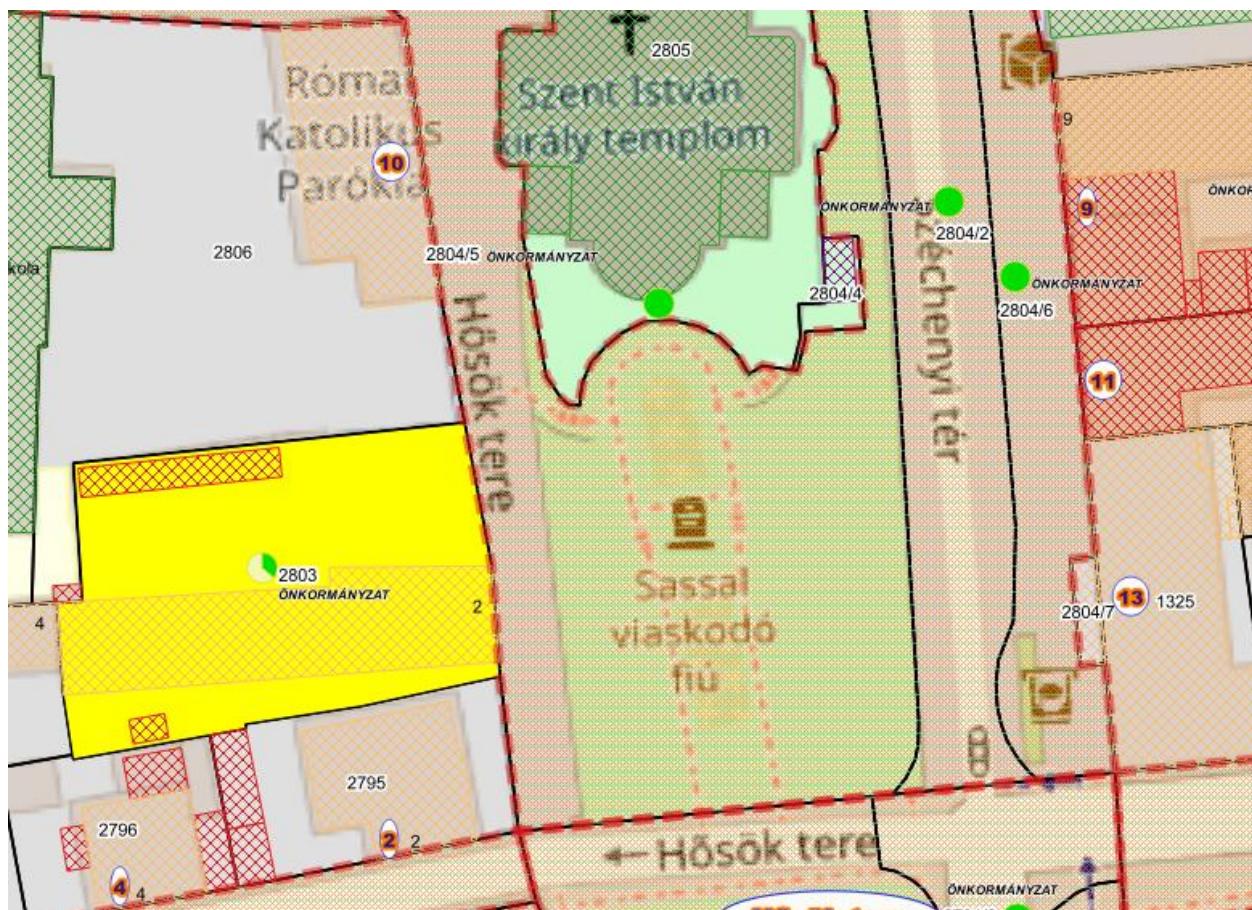 2805
Római
Katolikus
Parókia
10
Szent István
király templom
9
9
ÖNKORMÁNYZAT
2804/2
2806
2804/5 ÖNKORMÁNYZAT
ÖNKORMÁNYZAT
2804/4
2804/6
Széchenyi tér
Hősök tere
11
2803
ÖNKORMÁNYZAT
2
4
Sassal
viaskodó
fiú
2804/7
13
1325
2795
2796
2
2
4
4
← Hősök tere
ÖNKORMÁNYZAT